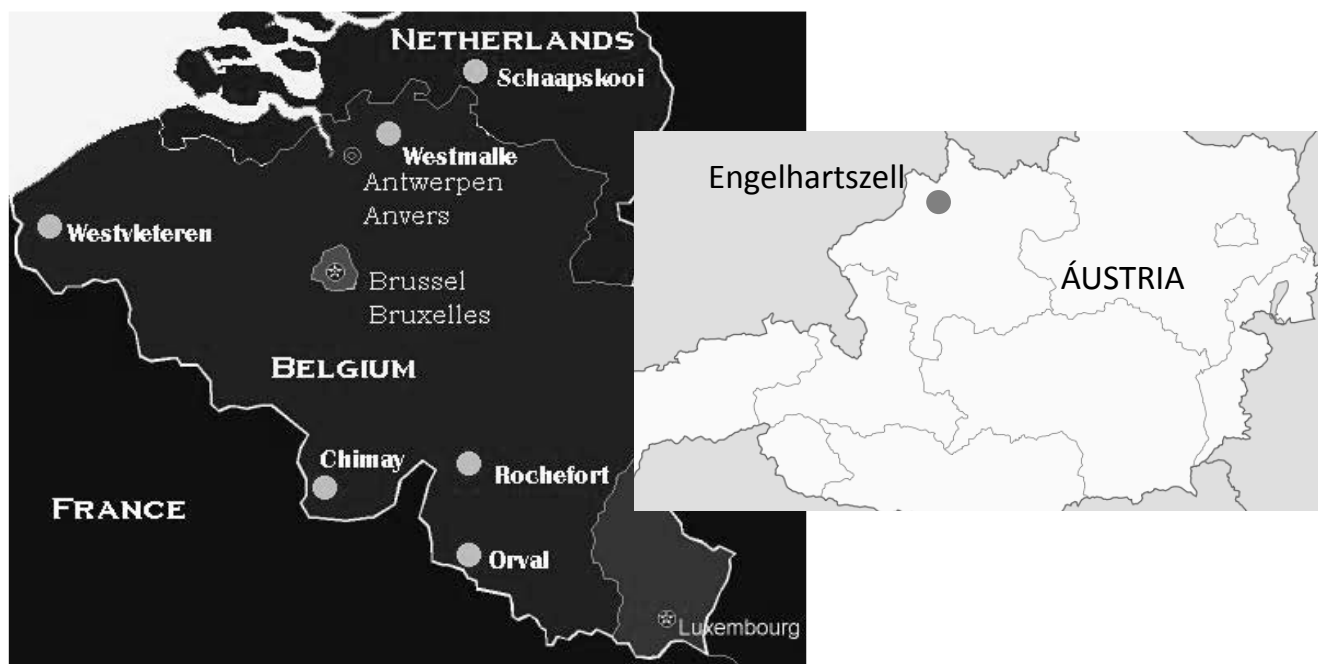 NETHERLANDS
Schaapskooi
Westmalle
Antwerpen
Anvers
Westvleteren
Brussel
Bruxelles
BELGIUM
Chimay
Rochefort
FRANCE
Orval
Luxembourg
Engelhartszell
ÁUSTRIA